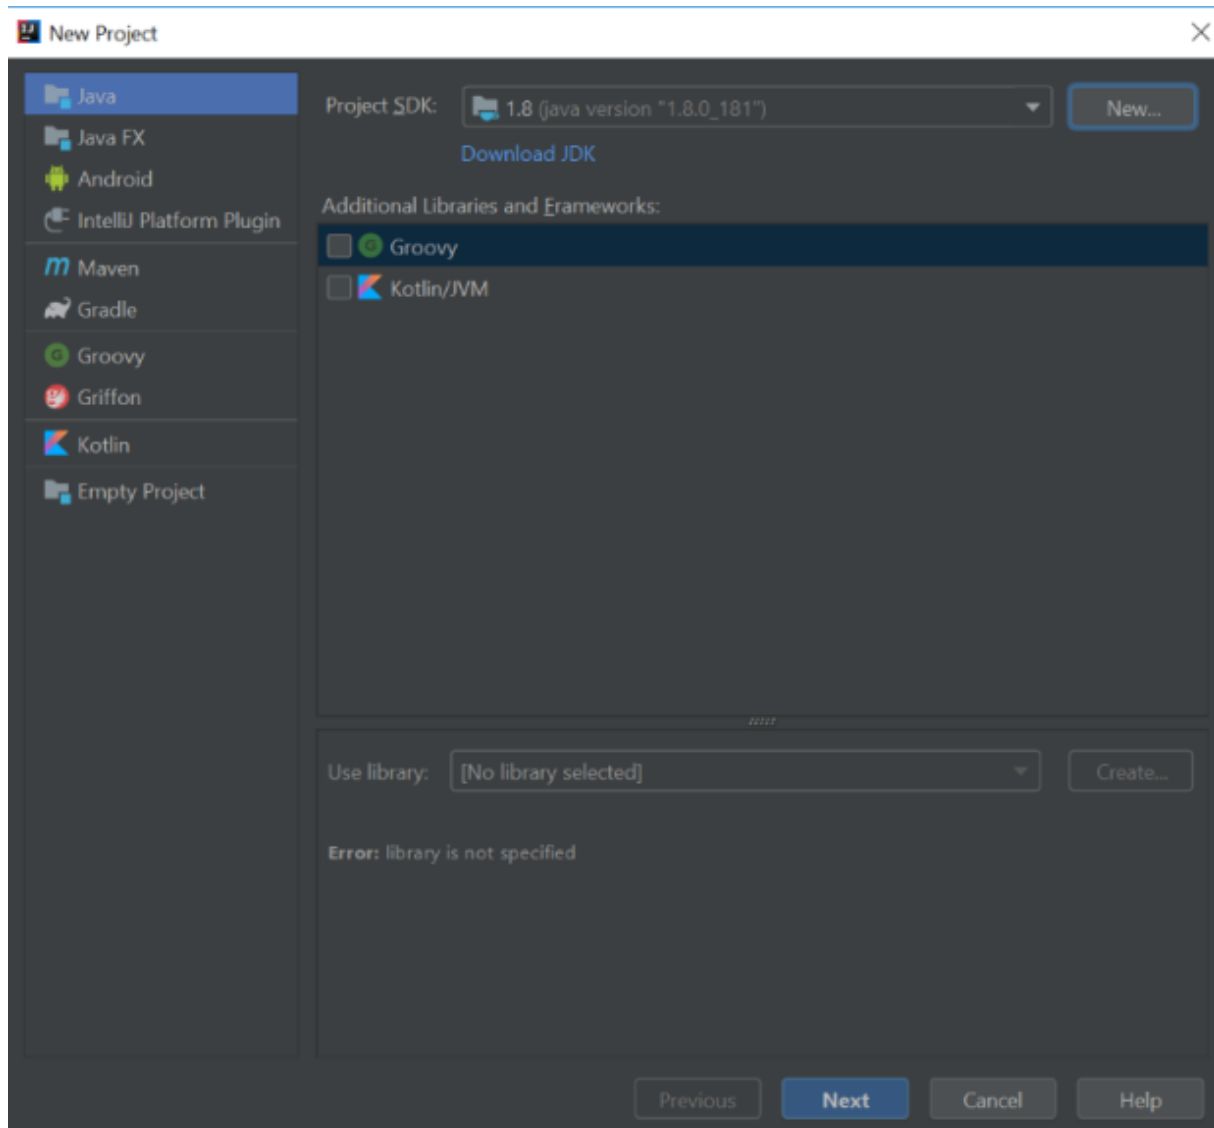 New Project
Java
Java FX
Android
IntelliJ Platform Plugin
Maven
Gradle
Groovy
Griffon
Kotlin
Empty Project
Project SDK: 1.8 (java version "1.8.0_181") New...
Download JDK
Additional Libraries and Frameworks:
Groovy
Kotlin/JVM
Use library: [No library selected] Create...
Error: library is not specified
Previous Next Cancel Help